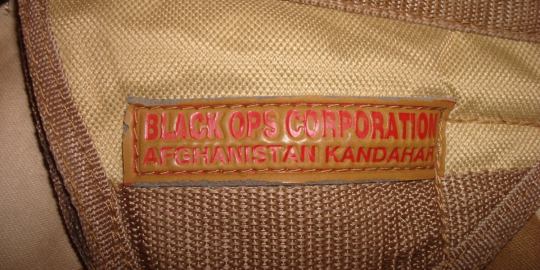 BLACK OPS CORPORATION
AFGHANISTAN KANDAHAR